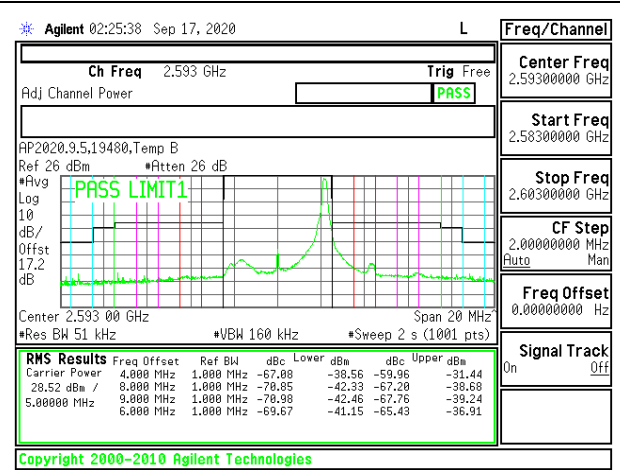 Agilent 02:25:38 Sep 17, 2020 L
Freq/Channel
Ch Freq 2.593 GHz Trig Free
Adj Channel Power PASS
AP2020.9.5,19480,Temp B
Ref 26 dBm #Atten 26 dB
#Avg
Log
10
dB/
Offst
17.2
dB
PASS LIMIT1
Center 2.593 00 GHz Span 20 MHz^
#Res BW 51 kHz #VBW 160 kHz #Sweep 2 s (1001 pts)
RMS Results Freq Offset Ref BW dBc Lower dBm dBc Upper dBm
Carrier Power 4.000 MHz 1.000 MHz -67.08 -38.56 -59.96 -31.44
28.52 dBm / 8.000 MHz 1.000 MHz -70.85 -42.33 -67.20 -38.68
5.00000 MHz 9.000 MHz 1.000 MHz -70.98 -42.46 -67.76 -39.24
6.000 MHz 1.000 MHz -69.67 -41.15 -65.43 -36.91
Copyright 2000-2010 Agilent Technologies
Center Freq
2.59300000 GHz
Start Freq
2.58300000 GHz
Stop Freq
2.60300000 GHz
CF Step
2.00000000 MHz
Auto Man
Freq Offset
0.00000000 Hz
Signal Track
On Off